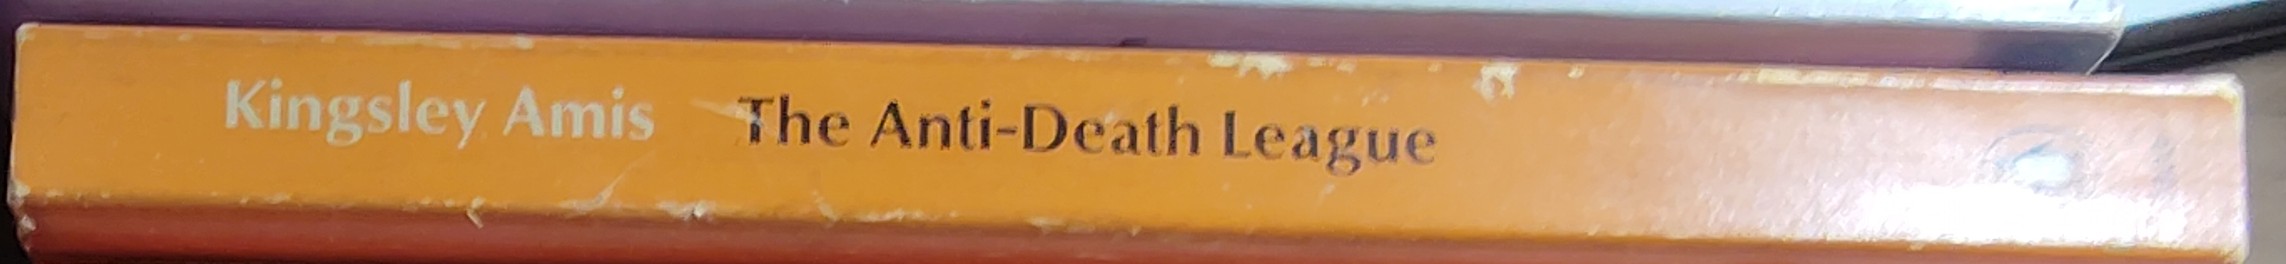 Kingsley Amis The Anti-Death League